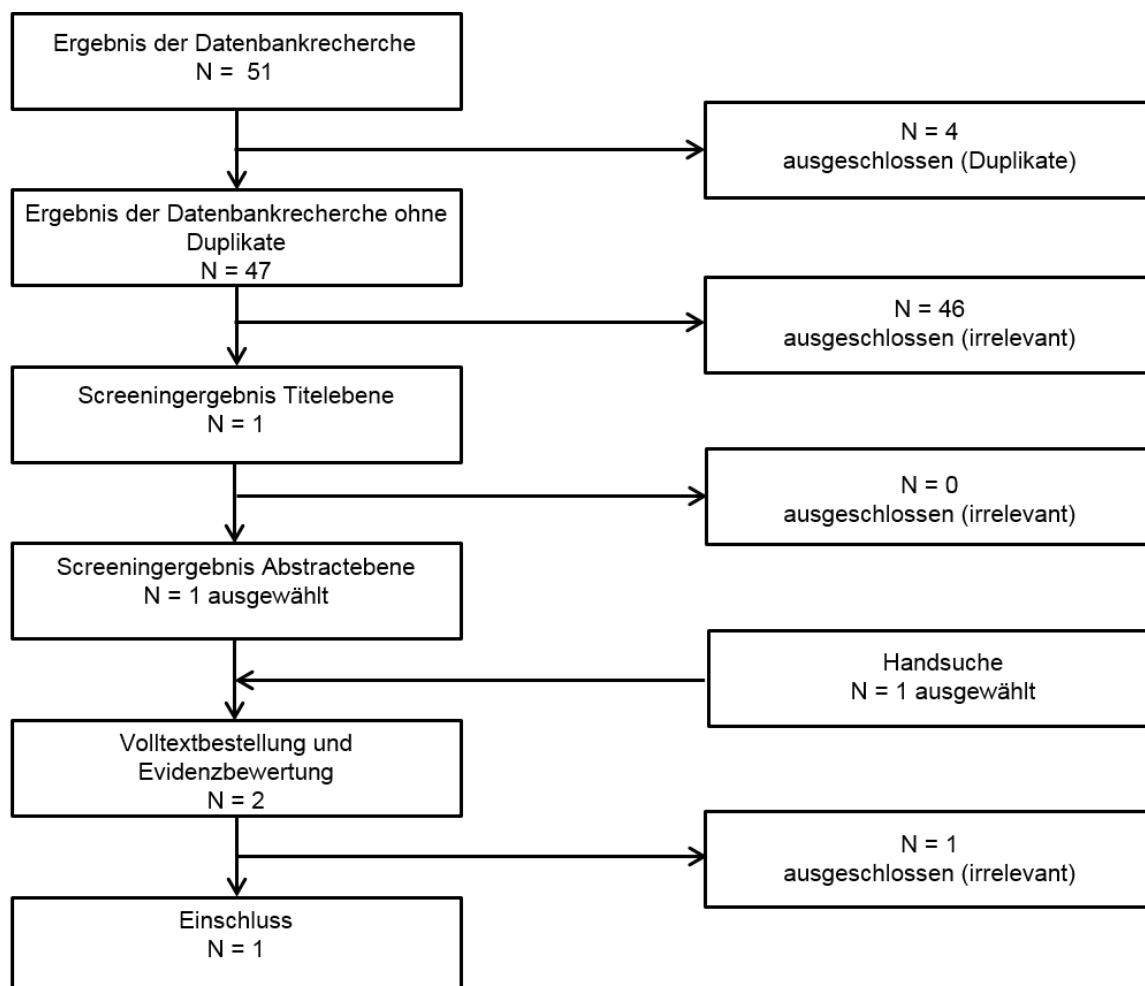 Ergebnis der Datenbankrecherche
N = 51
N = 4
ausgeschlossen (Duplikate)
Ergebnis der Datenbankrecherche ohne
Duplikate
N = 47
N = 46
ausgeschlossen (irrelevant)
Screeningergebnis Titelebene
N = 1
N = 0
ausgeschlossen (irrelevant)
Screeningergebnis Abstractebene
N = 1 ausgewählt
Handsuche
N = 1 ausgewählt
Volltextbestellung und
Evidenzbewertung
N = 2
N = 1
ausgeschlossen (irrelevant)
Einschluss
N = 1